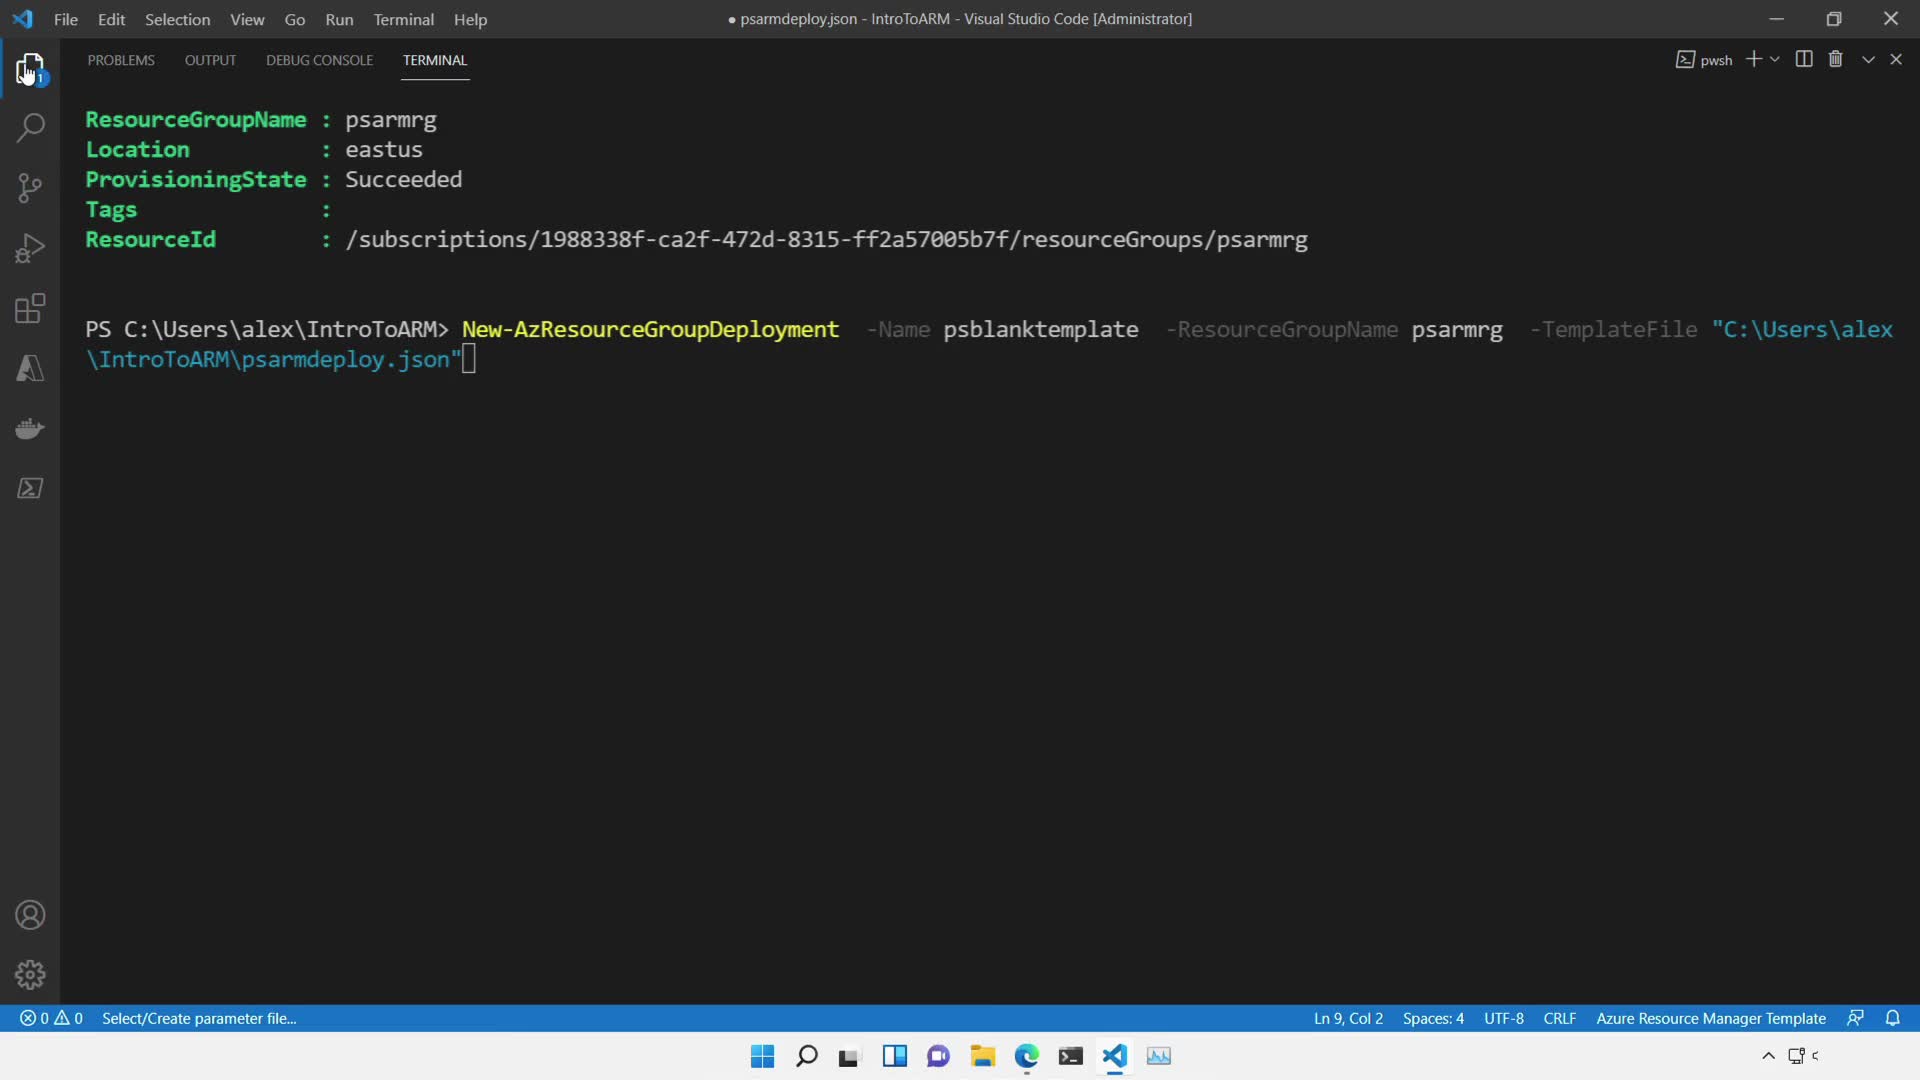 File Edit Selection View Go Run Terminal Help
● psarmdeploy.json - IntroToARM - Visual Studio Code [Administrator]
PROBLEMS OUTPUT DEBUG CONSOLE TERMINAL
pwsh
1
ResourceGroupName : psarmrg
Location : eastus
ProvisioningState : Succeeded
Tags :
ResourceId : /subscriptions/1988338f-ca2f-472d-8315-ff2a57005b7f/resourceGroups/psarmrg
PS C:\Users\alex\IntroToARM> New-AzResourceGroupDeployment -Name psblanktemplate -ResourceGroupName psarmrg -TemplateFile "C:\Users\alex
\IntroToARM\psarmdeploy.json"
0 0 Select/Create parameter file...
Ln 9, Col 2 Spaces: 4 UTF-8 CRLF Azure Resource Manager Template